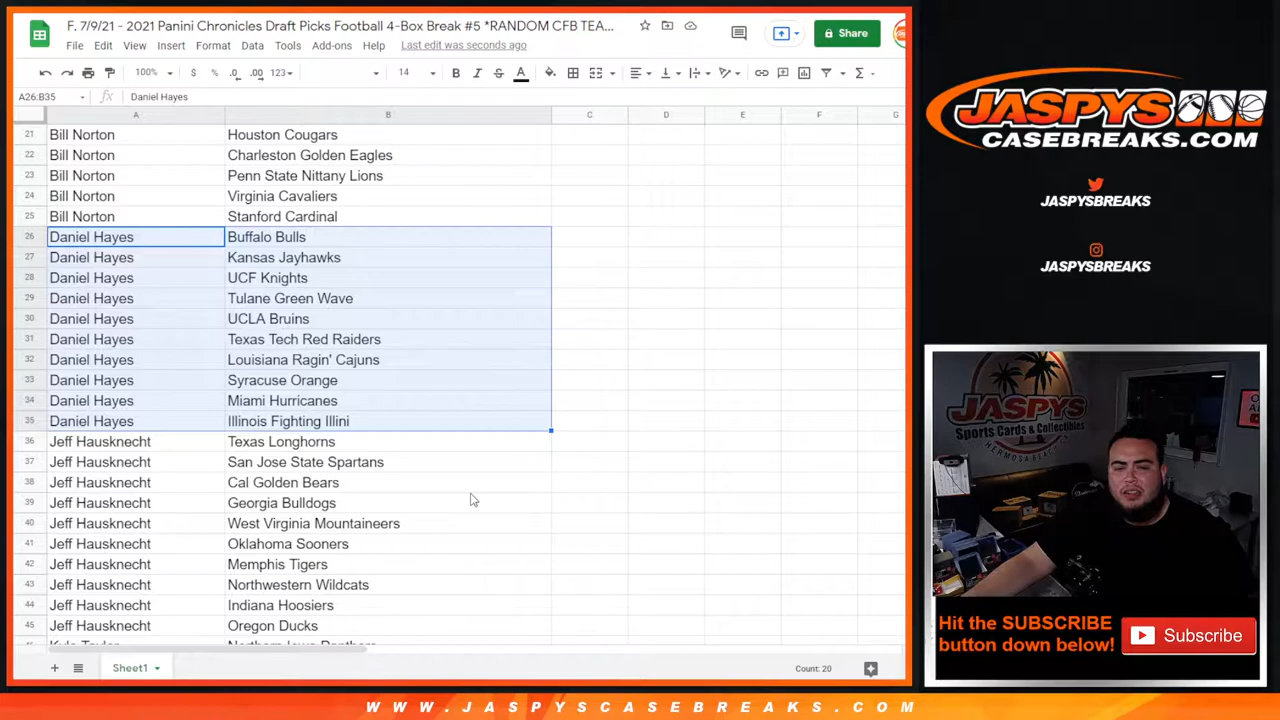 F. 7/9/21 - 2021 Panini Chronicles Draft Picks Football 4-Box Break #5 *RANDOM CFB TEA...
File Edit View Insert Format Data Tools Add-ons Help Last edit was seconds ago
Share
100% $ % .0 .00 123 14 B I S A
A26:B35 fx Daniel Hayes
A B C D E F G
21 Bill Norton Houston Cougars
22 Bill Norton Charleston Golden Eagles
23 Bill Norton Penn State Nittany Lions
24 Bill Norton Virginia Cavaliers
25 Bill Norton Stanford Cardinal
26 Daniel Hayes Buffalo Bulls
27 Daniel Hayes Kansas Jayhawks
28 Daniel Hayes UCF Knights
29 Daniel Hayes Tulane Green Wave
30 Daniel Hayes UCLA Bruins
31 Daniel Hayes Texas Tech Red Raiders
32 Daniel Hayes Louisiana Ragin' Cajuns
33 Daniel Hayes Syracuse Orange
34 Daniel Hayes Miami Hurricanes
35 Daniel Hayes Illinois Fighting Illini
36 Jeff Hausknecht Texas Longhorns
37 Jeff Hausknecht San Jose State Spartans
38 Jeff Hausknecht Cal Golden Bears
39 Jeff Hausknecht Georgia Bulldogs
40 Jeff Hausknecht West Virginia Mountaineers
41 Jeff Hausknecht Oklahoma Sooners
42 Jeff Hausknecht Memphis Tigers
43 Jeff Hausknecht Northwestern Wildcats
44 Jeff Hausknecht Indiana Hoosiers
45 Jeff Hausknecht Oregon Ducks
Sheet1
Count: 20
JASPYS
CASEBREAKS.COM
JASPYSBREAKS
JASPYSBREAKS
JASPYS
Sports Cards & Collectibles
HERMOSA BEACH
Hit the SUBSCRIBE
button down below!
Subscribe
WWW.JASPYSCASEBREAKS.COM